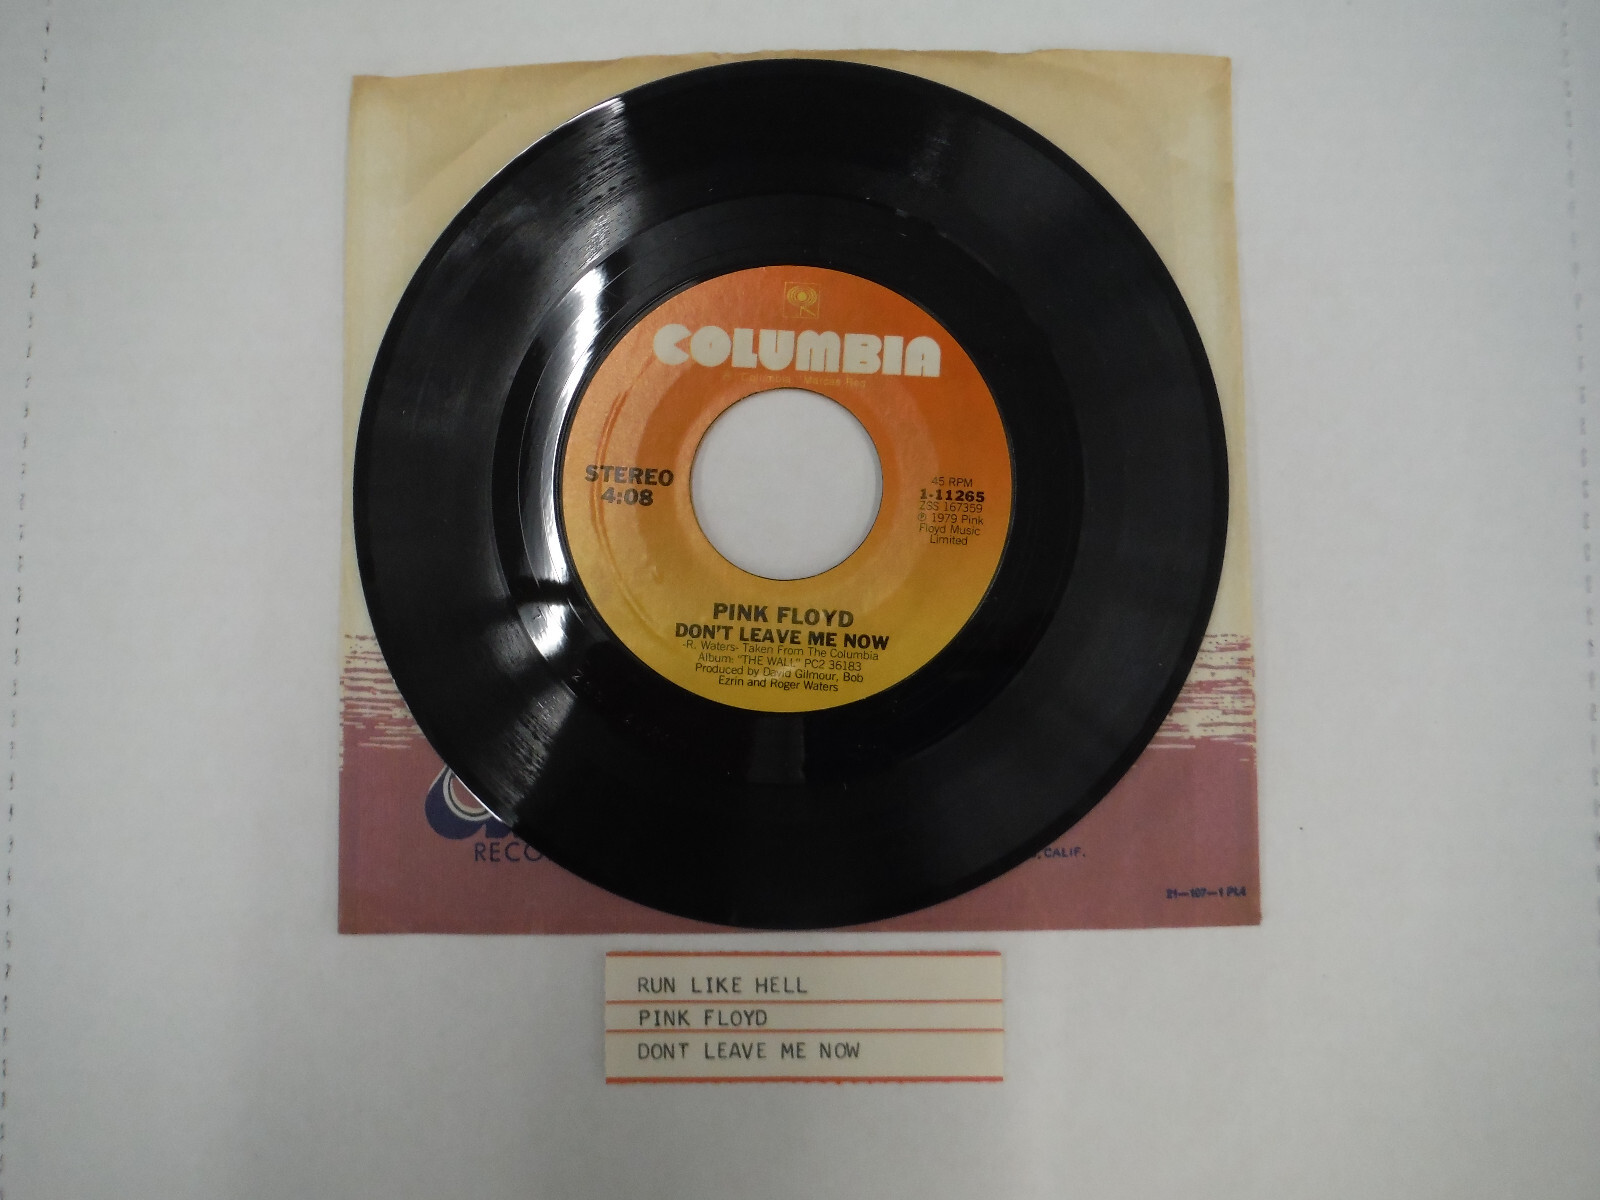 COLUMBIA
STEREO
4:08
45 RPM
1-11265
ZSS 167359
℗ 1979 Pink
Floyd Music
Limited
PINK FLOYD
DON'T LEAVE ME NOW
-R. Waters- Taken From The Columbia
Album: "THE WALL" PC2 36183
Produced by David Gilmour, Bob
Ezrin and Roger Waters
CALIF.
21-107-1 PL4
RUN LIKE HELL
PINK FLOYD
DONT LEAVE ME NOW